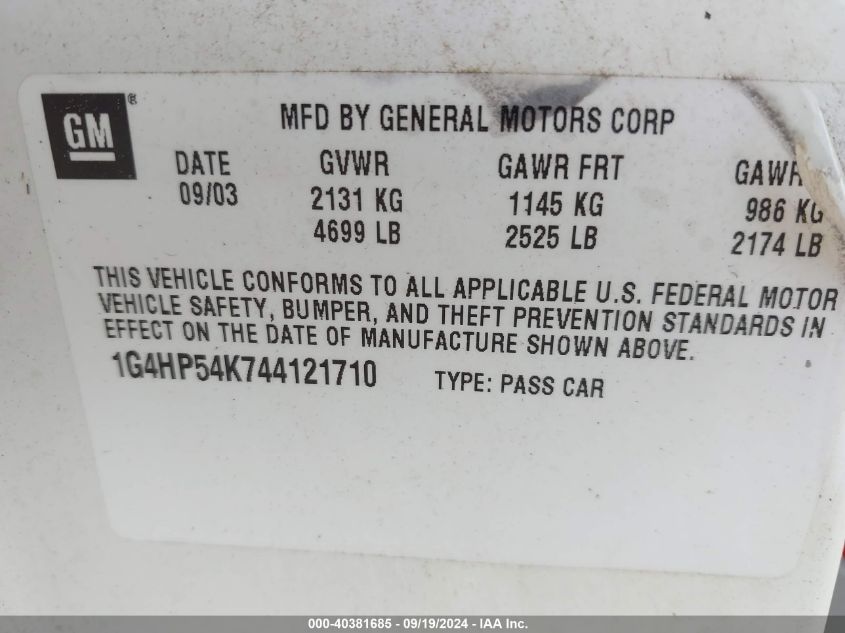 GM®
MFD BY GENERAL MOTORS CORP
DATE GVWR GAWR FRT GAWR
09/03 2131 KG 1145 KG 986 KG
4699 LB 2525 LB 2174 LB
THIS VEHICLE CONFORMS TO ALL APPLICABLE U.S. FEDERAL MOTOR
VEHICLE SAFETY, BUMPER, AND THEFT PREVENTION STANDARDS IN
EFFECT ON THE DATE OF MANUFACTURE SHOWN ABOVE.
1G4HP54K744121710 TYPE: PASS CAR
000-40381685 - 09/19/2024 - IAA Inc.